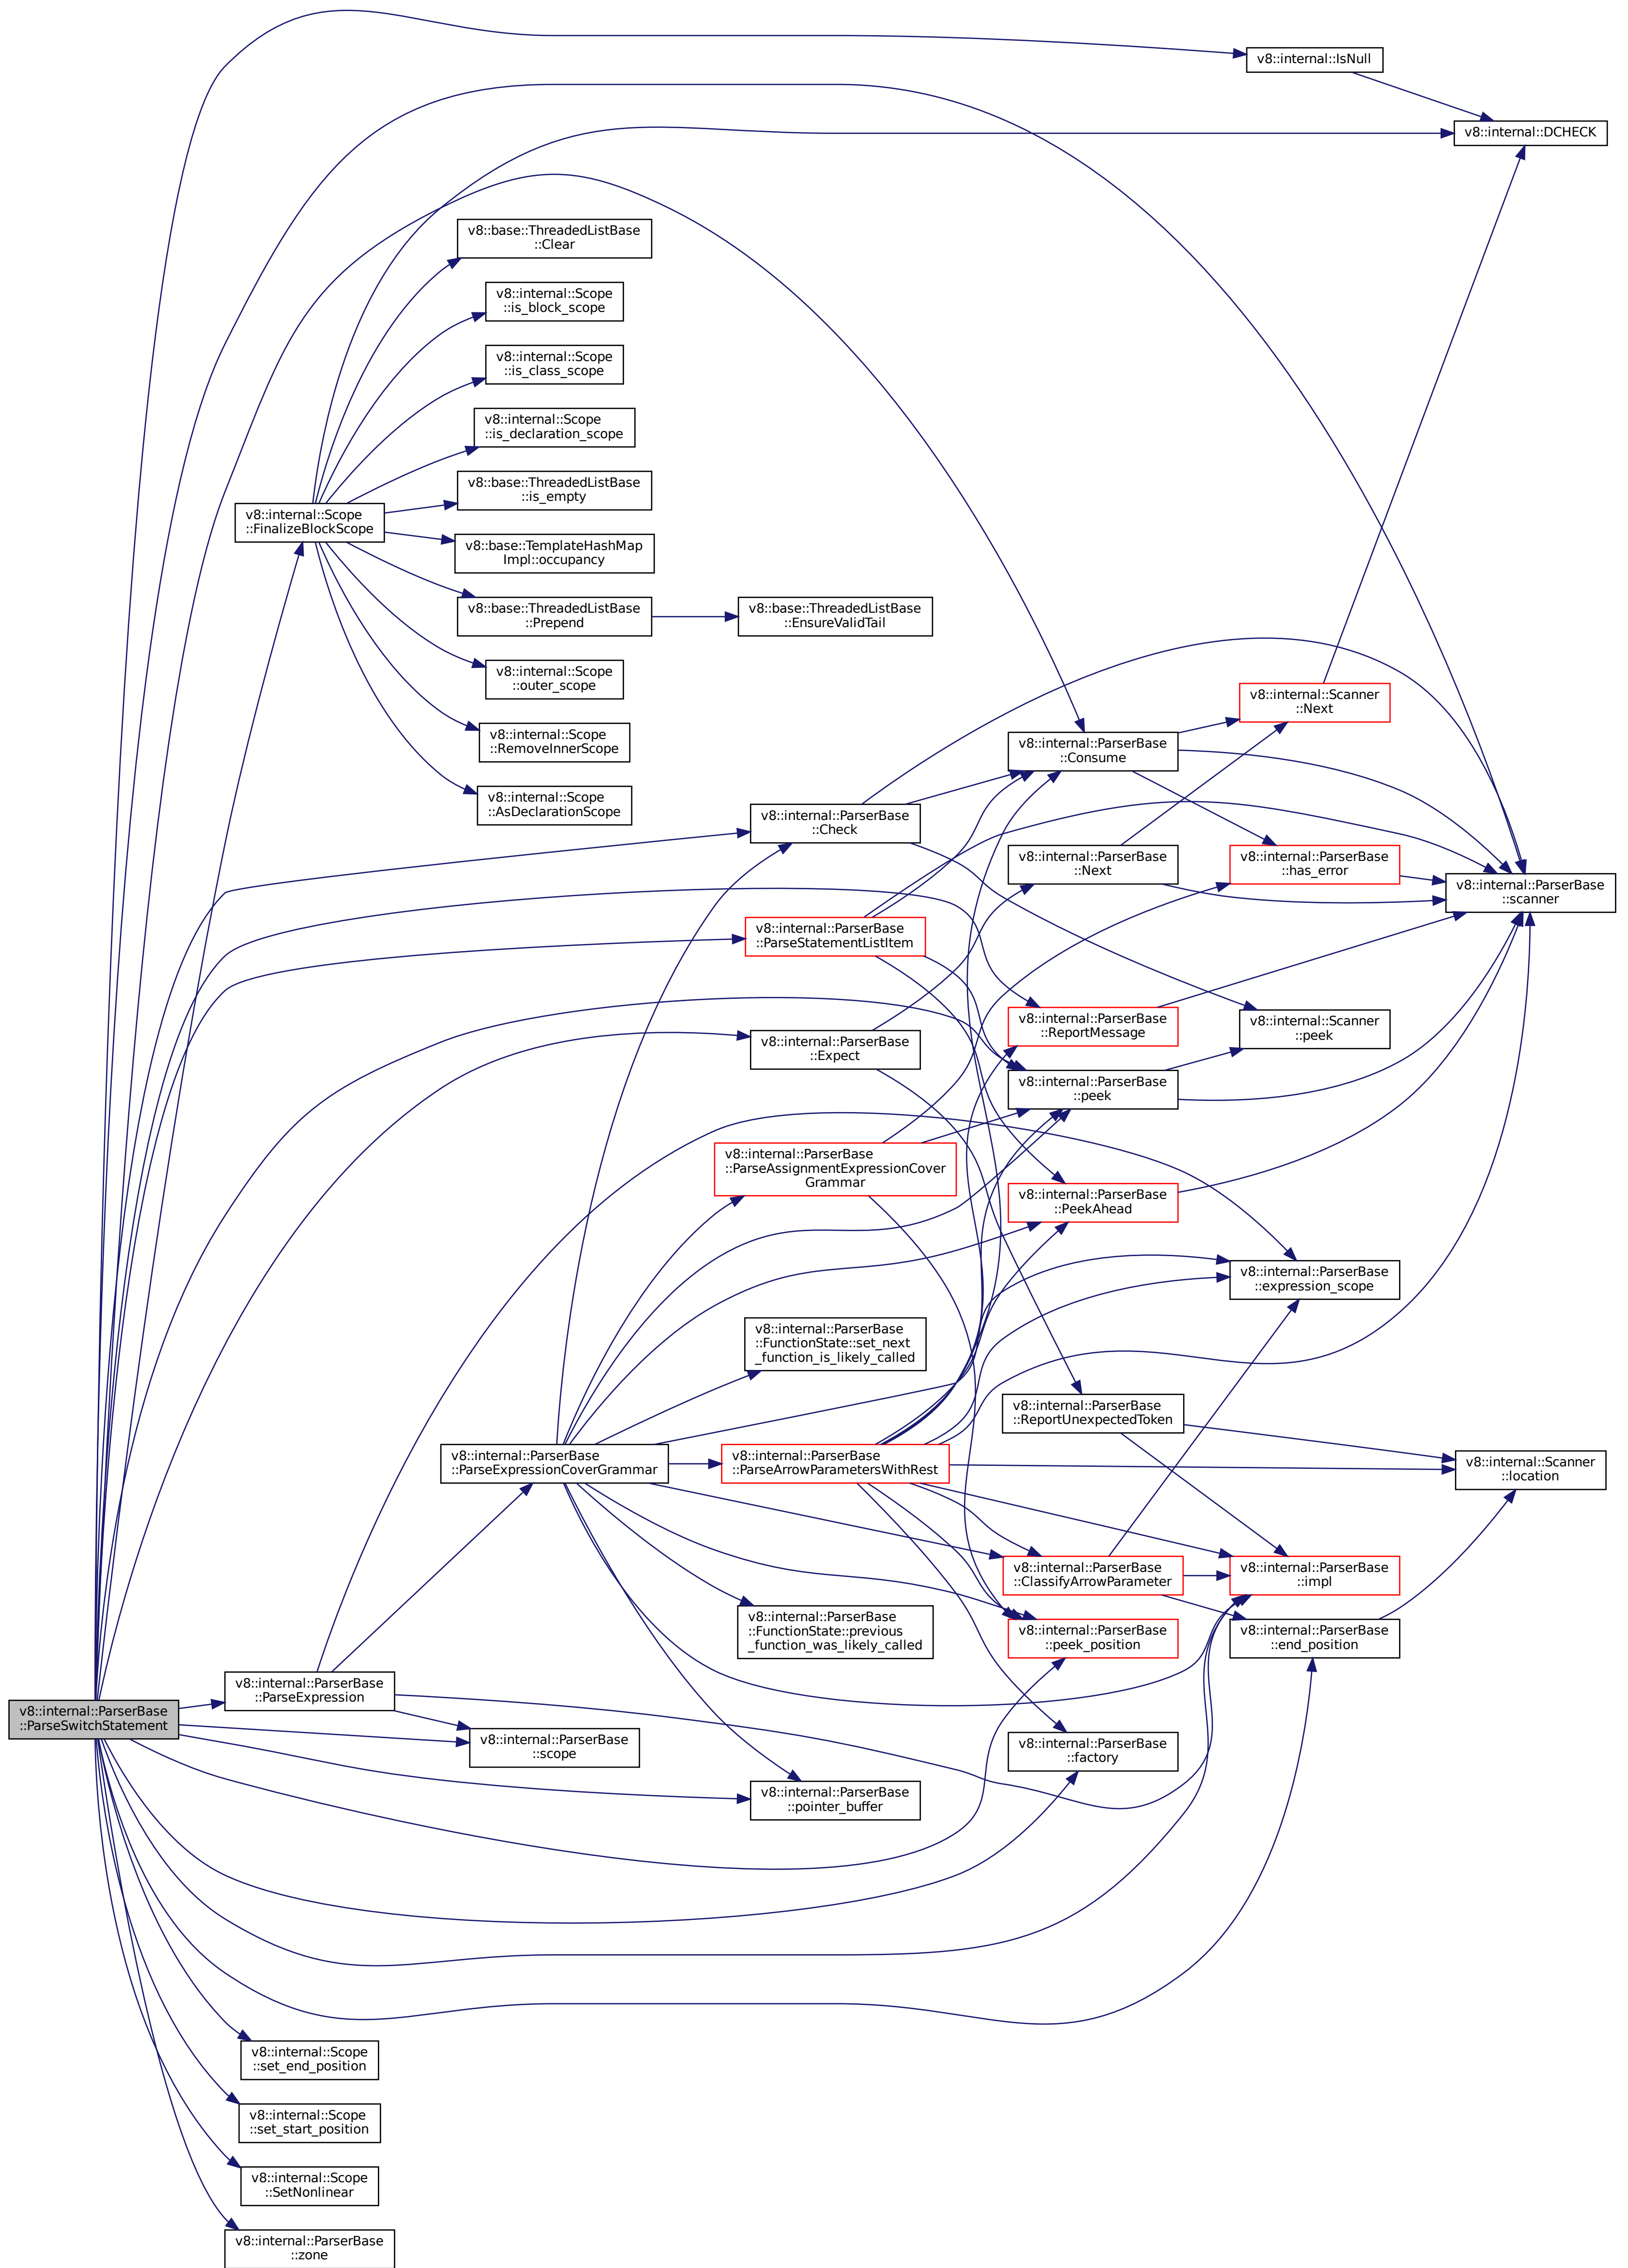 v8::internal::IsNull
v8::internal::DCHECK
v8::base::ThreadedListBase
::Clear
v8::internal::Scope
::is_block_scope
v8::internal::Scope
::is_class_scope
v8::internal::Scope
::is_declaration_scope
v8::base::ThreadedListBase
::is_empty
v8::internal::Scope
::FinalizeBlockScope
v8::base::TemplateHashMap
Impl::occupancy
v8::base::ThreadedListBase
::Prepend
v8::base::ThreadedListBase
::EnsureValidTail
v8::internal::Scope
::outer_scope
v8::internal::Scope
::RemoveInnerScope
v8::internal::Scope
::AsDeclarationScope
v8::internal::Scanner
::Next
v8::internal::ParserBase
::Consume
v8::internal::ParserBase
::Check
v8::internal::ParserBase
::Next
v8::internal::ParserBase
::has_error
v8::internal::ParserBase
::scanner
v8::internal::ParserBase
::ParseStatementListItem
v8::internal::ParserBase
::ReportMessage
v8::internal::Scanner
::peek
v8::internal::ParserBase
::Expect
v8::internal::ParserBase
::peek
v8::internal::ParserBase
::ParseAssignmentExpressionCover
Grammar
v8::internal::ParserBase
::PeekAhead
v8::internal::ParserBase
::expression_scope
v8::internal::ParserBase
::FunctionState::set_next
_function_is_likely_called
v8::internal::ParserBase
::ReportUnexpectedToken
v8::internal::ParserBase
::ParseExpressionCoverGrammar
v8::internal::ParserBase
::ParseArrowParametersWithRest
v8::internal::Scanner
::location
v8::internal::ParserBase
::ClassifyArrowParameter
v8::internal::ParserBase
::impl
v8::internal::ParserBase
::FunctionState::previous
_function_was_likely_called
v8::internal::ParserBase
::peek_position
v8::internal::ParserBase
::end_position
v8::internal::ParserBase
::ParseExpression
v8::internal::ParserBase
::ParseSwitchStatement
v8::internal::ParserBase
::scope
v8::internal::ParserBase
::factory
v8::internal::ParserBase
::pointer_buffer
v8::internal::Scope
::set_end_position
v8::internal::Scope
::set_start_position
v8::internal::Scope
::SetNonlinear
v8::internal::ParserBase
::zone